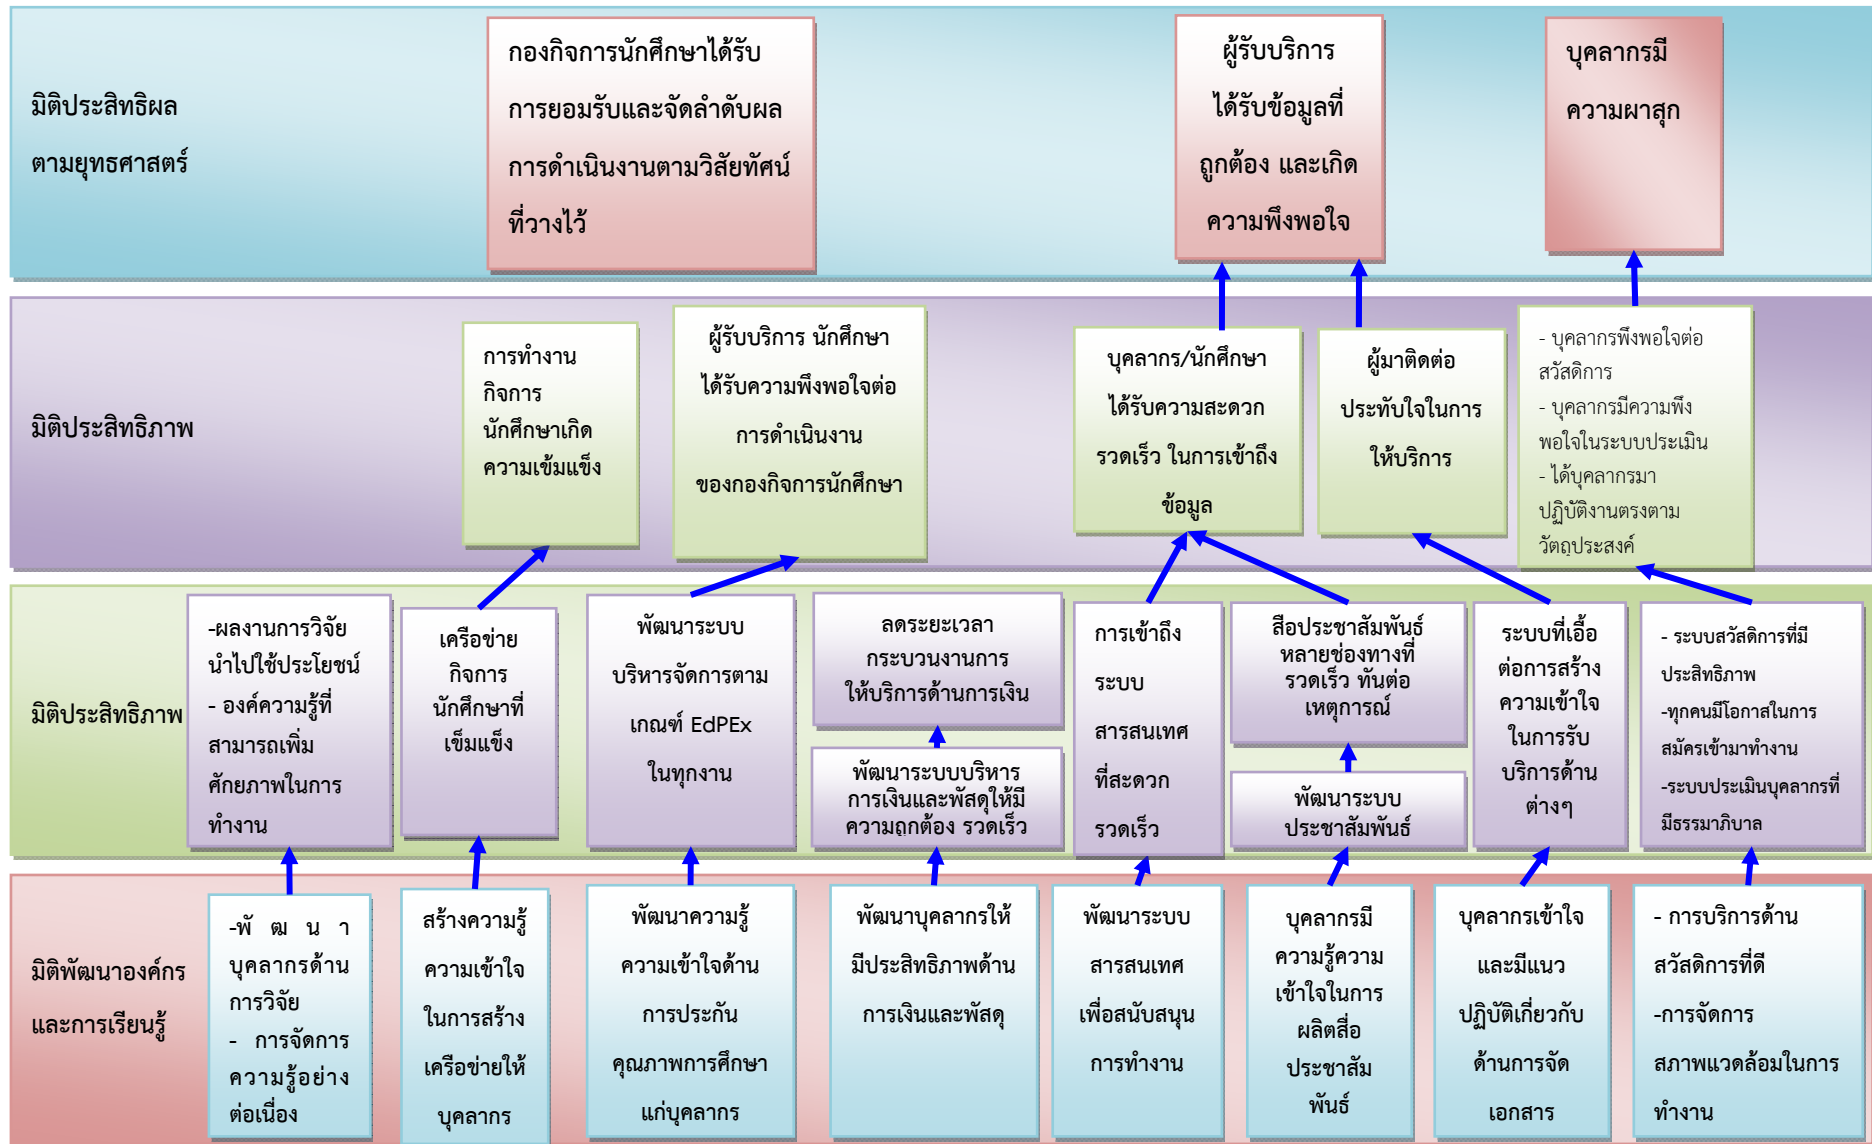 มิติประสิทธิผล
ตามยุทธศาสตร์
กองกิจการนักศึกษาได้รับ
การยอมรับและจัดลำดับผล
การดำเนินงานตามวิสัยทัศน์
ที่วางไว้
ผู้รับบริการ
ได้รับข้อมูลที่
ถูกต้อง และเกิด
ความพึงพอใจ
บุคลากรมี
ความผาสุก
มิติประสิทธิภาพ
การทำงาน
กิจการ
นักศึกษาเกิด
ความเข้มแข็ง
ผู้รับบริการ นักศึกษา
ได้รับความพึงพอใจต่อ
การดำเนินงาน
ของกองกิจการนักศึกษา
บุคลากร/นักศึกษา
ได้รับความสะดวก
รวดเร็ว ในการเข้าถึง
ข้อมูล
ผู้มาติดต่อ
ประทับใจในการ
ให้บริการ
- บุคลากรพึงพอใจต่อ
สวัสดิการ
- บุคลากรมีความพึง
พอใจในระบบประเมิน
- ได้บุคลากรมา
ปฏิบัติงานตรงตาม
วัตถุประสงค์
มิติประสิทธิภาพ
-ผลงานการวิจัย
นำไปใช้ประโยชน์
- องค์ความรู้ที่
สามารถเพิ่ม
ศักยภาพในการ
ทำงาน
เครือข่าย
กิจการ
นักศึกษาที่
เข็มแข็ง
พัฒนาระบบ
บริหารจัดการตาม
เกณฑ์ EdPEx
ในทุกงาน
ลดระยะเวลา
กระบวนงานการ
ให้บริการด้านการเงิน
พัฒนาระบบบริหาร
การเงินและพัสดุให้มี
ความถูกต้อง รวดเร็ว
การเข้าถึง
ระบบ
สารสนเทศ
ที่สะดวก
รวดเร็ว
สือประชาสัมพันธ์
หลายช่องทางที่
รวดเร็ว ทันต่อ
เหตุการณ์
พัฒนาระบบ
ประชาสัมพันธ์
ระบบที่เอื้อ
ต่อการสร้าง
ความเข้าใจ
ในการรับ
บริการด้าน
ต่างๆ
- ระบบสวัสดิการที่มี
ประสิทธิภาพ
-ทุกคนมีโอกาสในการ
สมัครเข้ามาทำงาน
-ระบบประเมินบุคลากรที่
มีธรรมาภิบาล
มิติพัฒนาองค์กร
และการเรียนรู้
-พัฒนา
บุคลากรด้าน
การวิจัย
- การจัดการ
ความรู้อย่าง
ต่อเนื่อง
สร้างความรู้
ความเข้าใจ
ในการสร้าง
เครือข่ายให้
บุคลากร
พัฒนาความรู้
ความเข้าใจด้าน
การประกัน
คุณภาพการศึกษา
แก่บุคลากร
พัฒนาบุคลากรให้
มีประสิทธิภาพด้าน
การเงินและพัสดุ
พัฒนาระบบ
สารสนเทศ
เพื่อสนับสนุน
การทำงาน
บุคลากรมี
ความรู้ความ
เข้าใจในการ
ผลิตสื่อ
ประชาสัม
พันธ์
บุคลากรเข้าใจ
และมีแนว
ปฏิบัติเกี่ยวกับ
ด้านการจัด
เอกสาร
- การบริการด้าน
สวัสดิการที่ดี
-การจัดการ
สภาพแวดล้อมในการ
ทำงาน